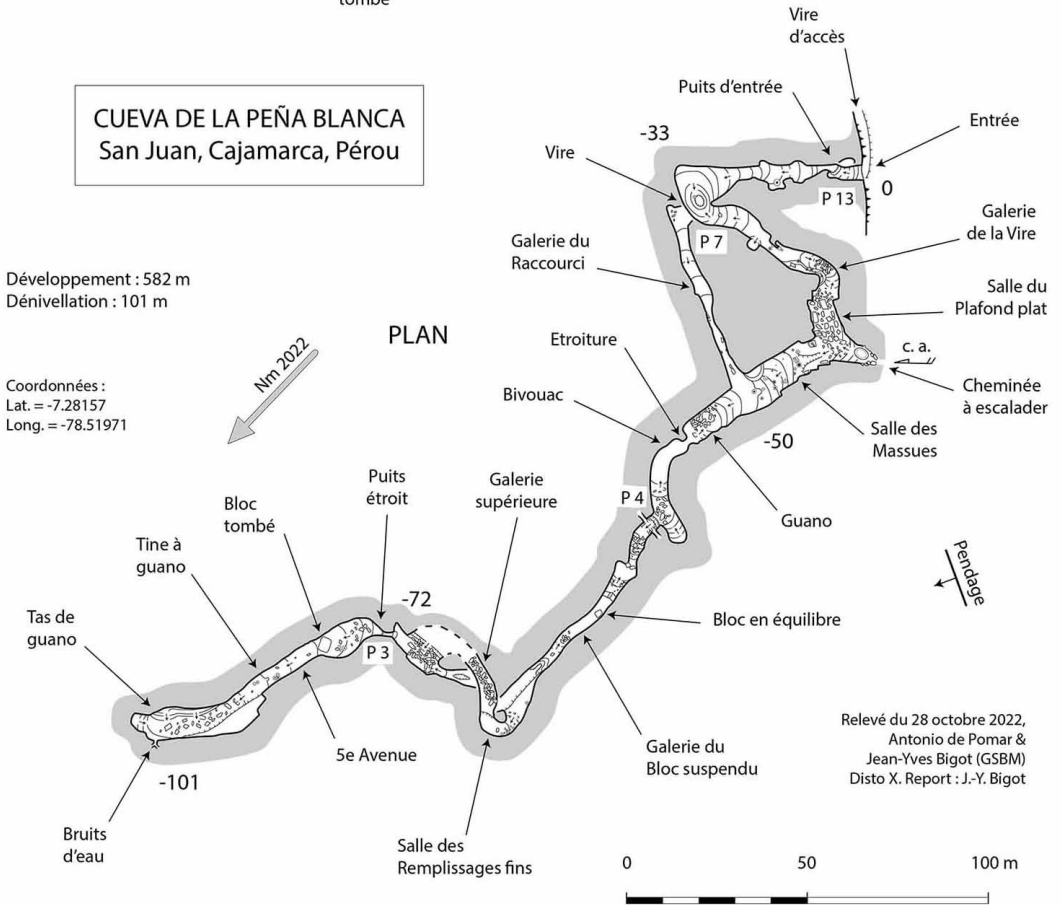 tombé
CUEVA DE LA PEÑA BLANCA
San Juan, Cajamarca, Pérou
Développement : 582 m
Dénivellation : 101 m
Coordonnées :
Lat. = -7.28157
Long. = -78.51971
Nm 2022
PLAN
Vire
d'accès
Puits d'entrée
-33
Entrée
Vire
P 13
0
P 7
Galerie
de la Vire
Galerie du
Raccourci
Salle du
Plafond plat
c. a.
Etroiture
Cheminée
à escalader
Bivouac
Salle des
Massues
-50
Puits
étroit
Galerie
supérieure
P 4
Guano
Bloc
tombé
Tine à
guano
Pendage
Tas de
guano
-72
Bloc en équilibre
P 3
5e Avenue
Galerie du
Bloc suspendu
-101
Bruits
d'eau
Salle des
Remplissages fins
Relevé du 28 octobre 2022,
Antonio de Pomar &
Jean-Yves Bigot (GSBM)
Disto X. Report : J.-Y. Bigot
0 50 100 m